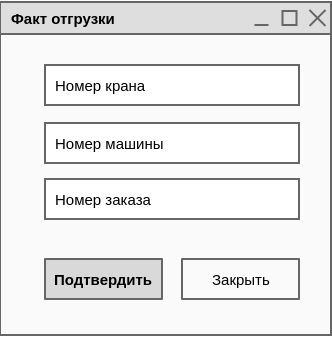 Факт отгрузки
Номер крана
Номер машины
Номер заказа
Подтвердить
Закрыть